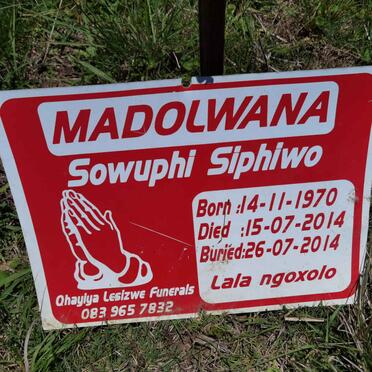 MADOLWANA
Sowuphi Siphiwo
Born :14-11-1970
Died :15-07-2014
Buried:26-07-2014
Lala ngoxolo
Qhayiya Lesizwe Funerals
083 965 7832